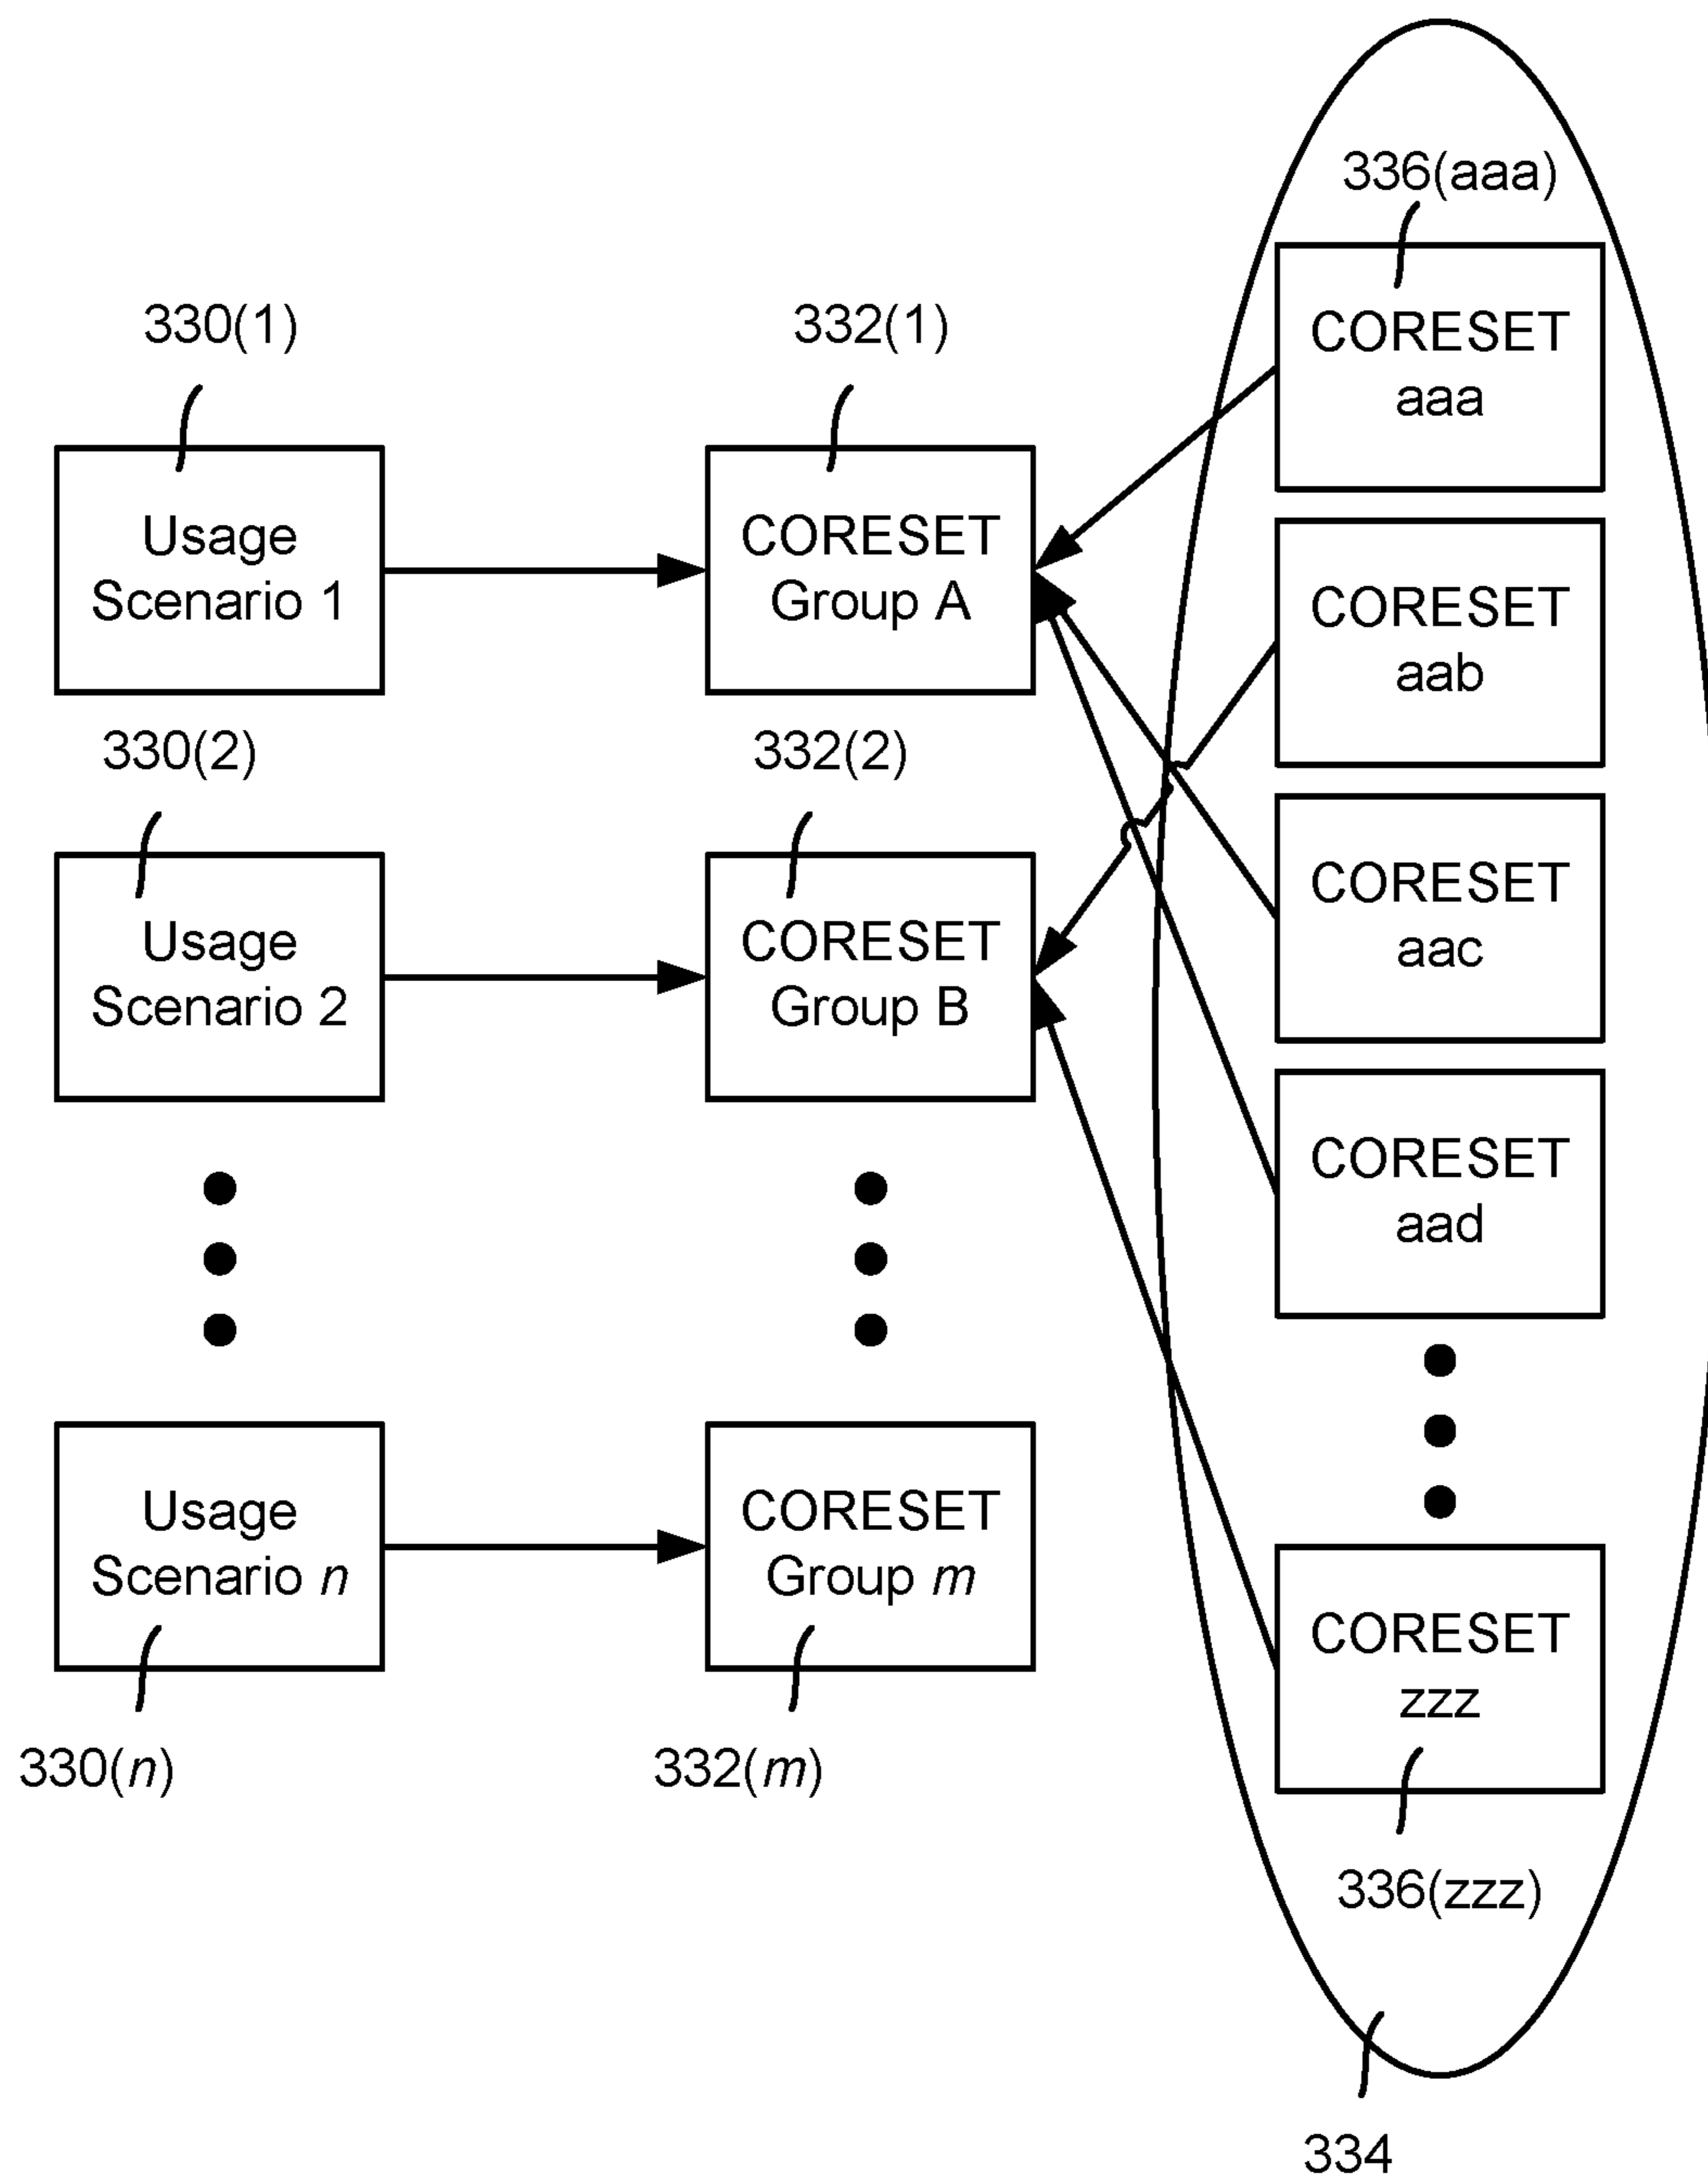 336(aaa)
CORESET
aaa
330(1)
332(1)
Usage
Scenario 1
CORESET
Group A
CORESET
aab
330(2)
332(2)
Usage
Scenario 2
CORESET
Group B
CORESET
aac
CORESET
aad
Usage
Scenario n
CORESET
Group m
CORESET
zzz
330(n)
332(m)
336(zzz)
334